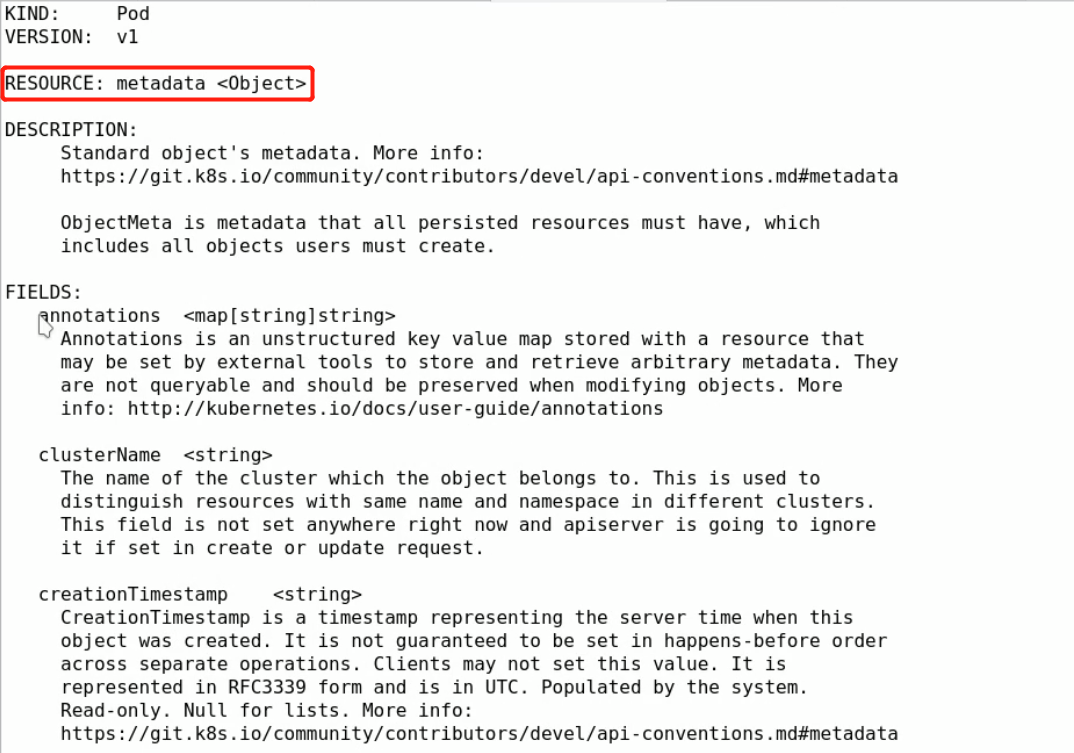 KIND:     Pod
VERSION:  v1
RESOURCE: metadata <Object>
DESCRIPTION:
Standard object's metadata. More info:
https://git.k8s.io/community/contributors/devel/api-conventions.md#metadata
ObjectMeta is metadata that all persisted resources must have, which
includes all objects users must create.
FIELDS:
annotations  <map[string]string>
Annotations is an unstructured key value map stored with a resource that
may be set by external tools to store and retrieve arbitrary metadata. They
are not queryable and should be preserved when modifying objects. More
info: http://kubernetes.io/docs/user-guide/annotations
clusterName  <string>
The name of the cluster which the object belongs to. This is used to
distinguish resources with same name and namespace in different clusters.
This field is not set anywhere right now and apiserver is going to ignore
it if set in create or update request.
creationTimestamp    <string>
CreationTimestamp is a timestamp representing the server time when this
object was created. It is not guaranteed to be set in happens-before order
across separate operations. Clients may not set this value. It is
represented in RFC3339 form and is in UTC. Populated by the system.
Read-only. Null for lists. More info:
https://git.k8s.io/community/contributors/devel/api-conventions.md#metadata